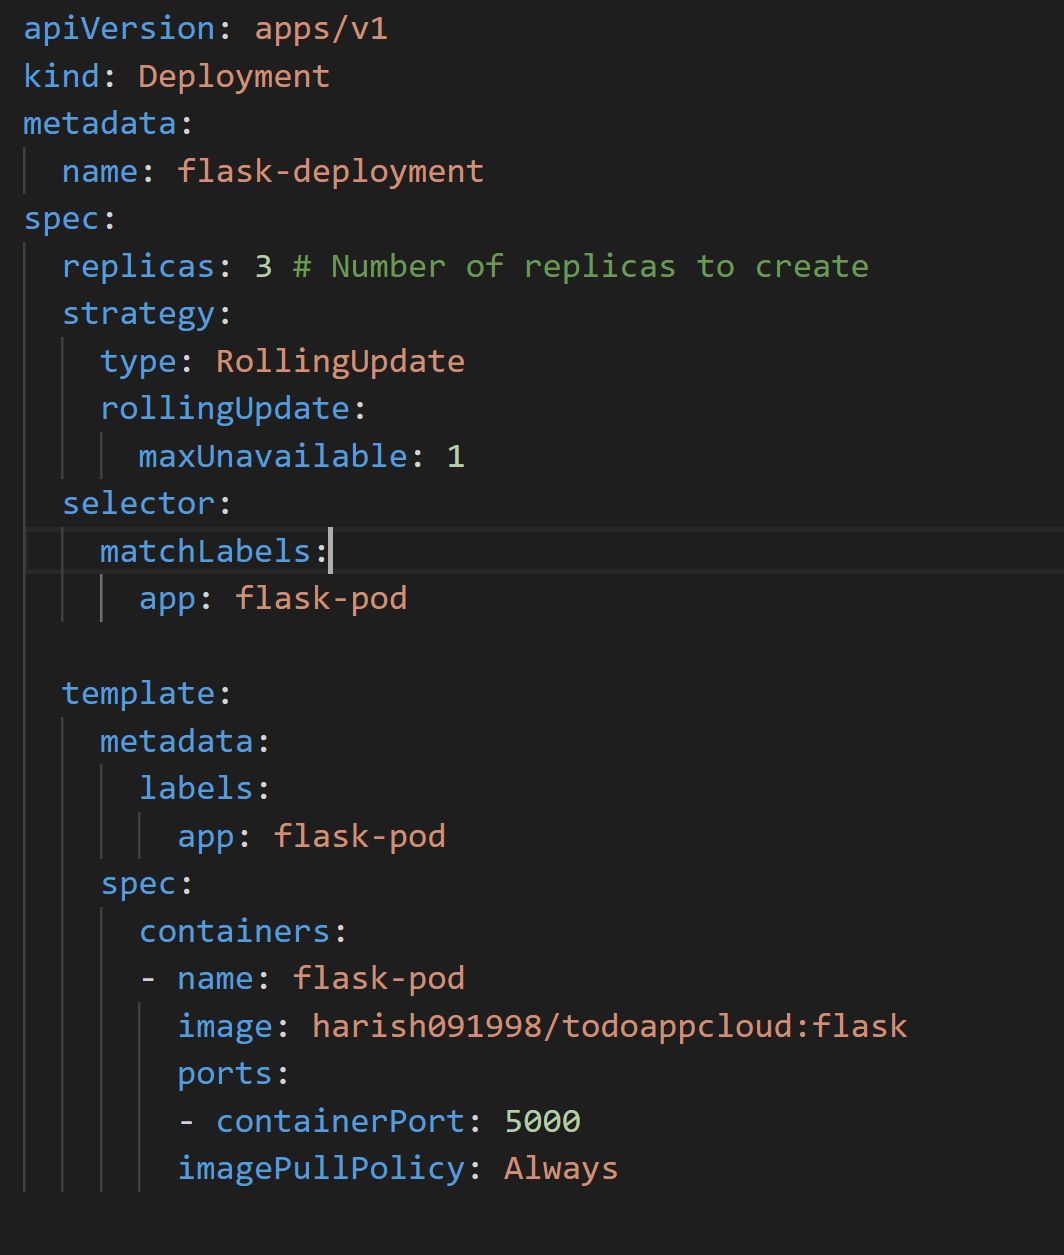 apiVersion: apps/v1
kind: Deployment
metadata:
  name: flask-deployment
spec:
  replicas: 3 # Number of replicas to create
  strategy:
    type: RollingUpdate
    rollingUpdate:
      maxUnavailable: 1
  selector:
    matchLabels:
      app: flask-pod

  template:
    metadata:
      labels:
        app: flask-pod
    spec:
      containers:
      - name: flask-pod
        image: harish091998/todoappcloud:flask
        ports:
        - containerPort: 5000
        imagePullPolicy: Always